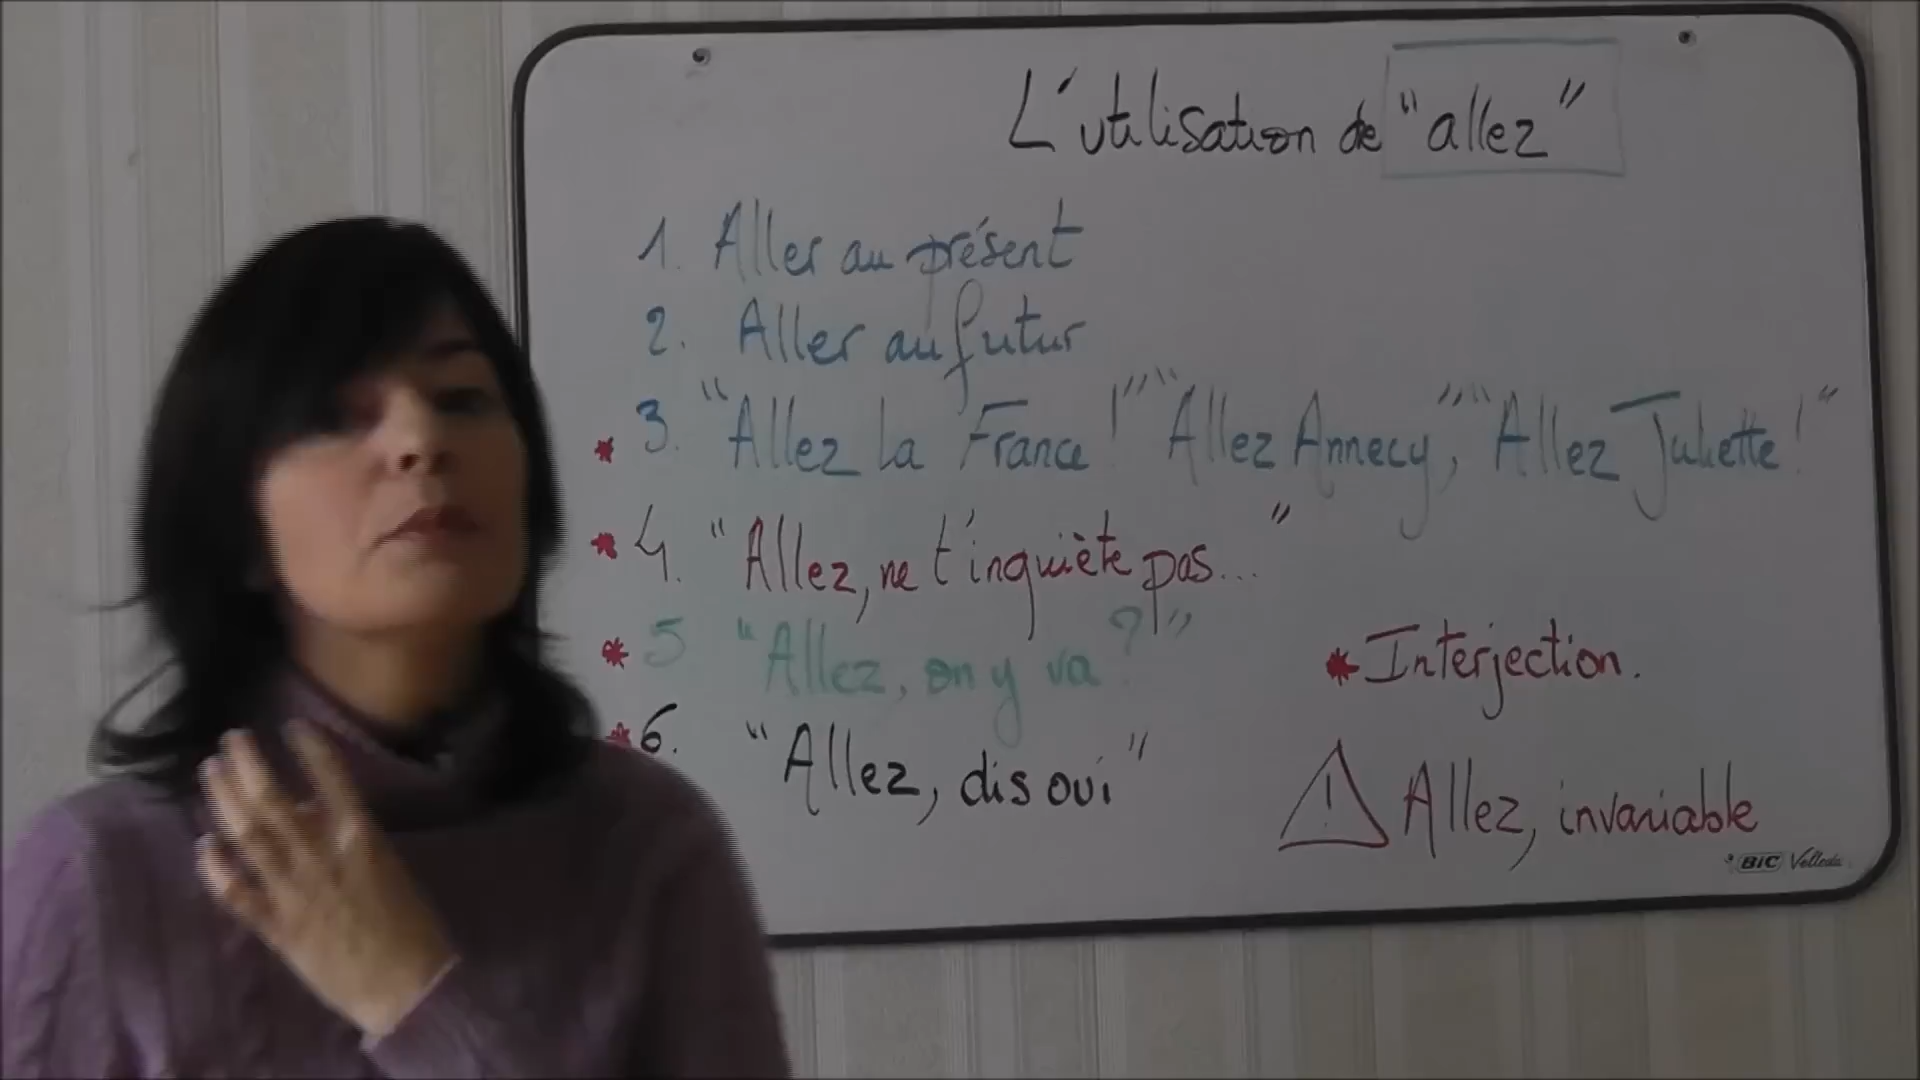 L'utilisation de "allez"
1. Aller au présent
2. Aller au futur
* 3. "Allez la France!" "Allez Annecy", "Allez Juliette!"
* 4. "Allez, ne t'inquiète pas..."
* 5 "Allez, on y va?"
* Interjection.
* 6. "Allez, dis oui"
! Allez, invariable
BIC Velleda